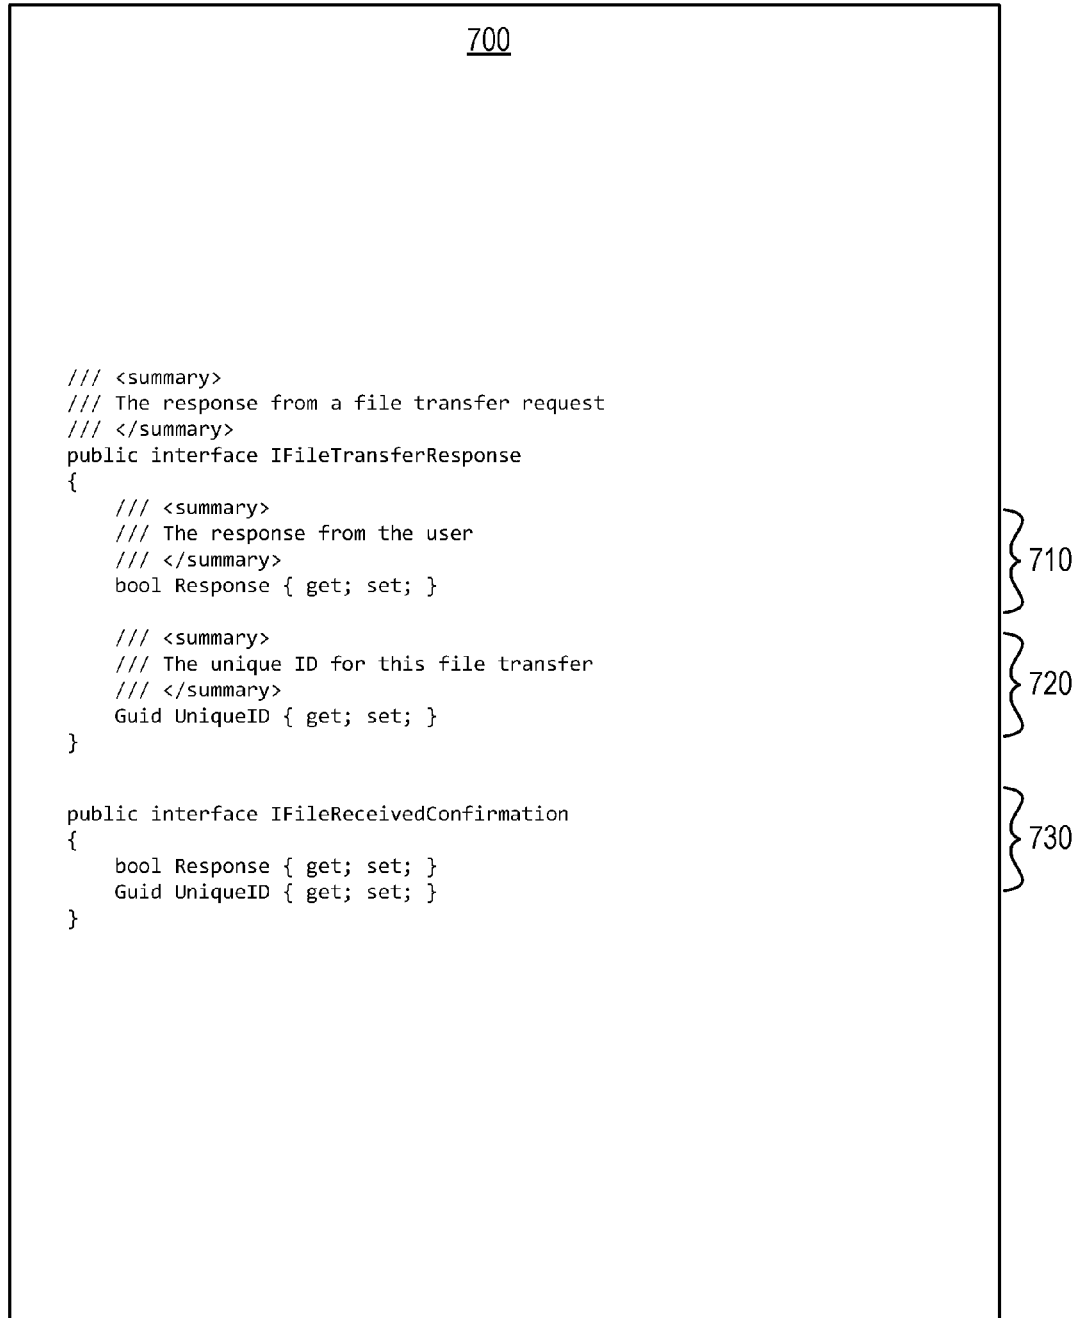 700
/// <summary>
/// The response from a file transfer request
/// </summary>
public interface IFileTransferResponse
{
/// <summary>
/// The response from the user
/// </summary>
bool Response { get; set; }
710
/// <summary>
/// The unique ID for this file transfer
/// </summary>
Guid UniqueID { get; set; }
720
}
public interface IFileReceivedConfirmation
{
bool Response { get; set; }
Guid UniqueID { get; set; }
730
}